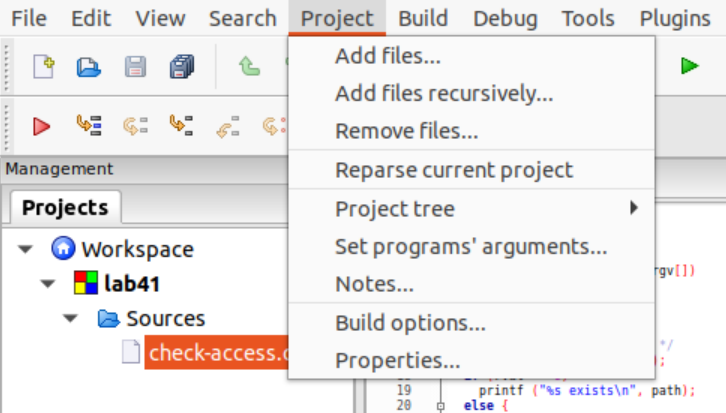 File Edit View Search Project Build Debug Tools Plugins
Add files...
Add files recursively...
Remove files...
Reparse current project
Project tree
Set programs' arguments...
Notes...
Build options...
Properties...
Management
Projects
Workspace
lab41
Sources
check-access.c
rgv[])
*/
);
19 printf ("%s exists\n", path);
20 else {